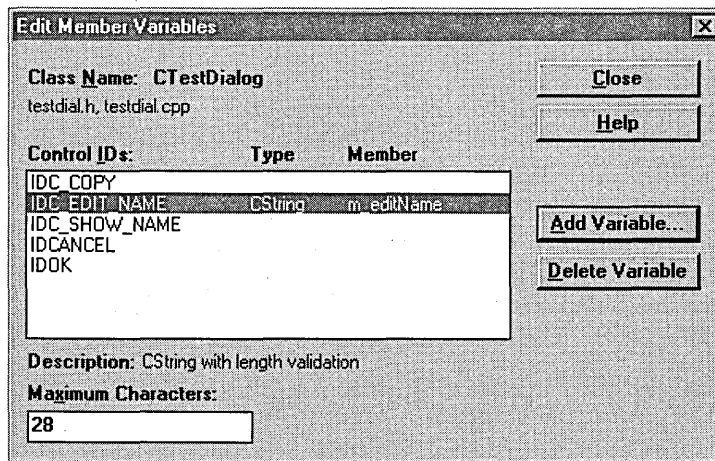 Edit Member Variables
Class Name: CTestDialog
testdial.h, testdial.cpp
Close
Help
Control IDs: Type Member
IDC_COPY
IDC_EDIT_NAME CString m_editName
IDC_SHOW_NAME
IDCANCEL
IDOK
Add Variable...
Delete Variable
Description: CString with length validation
Maximum Characters:
28